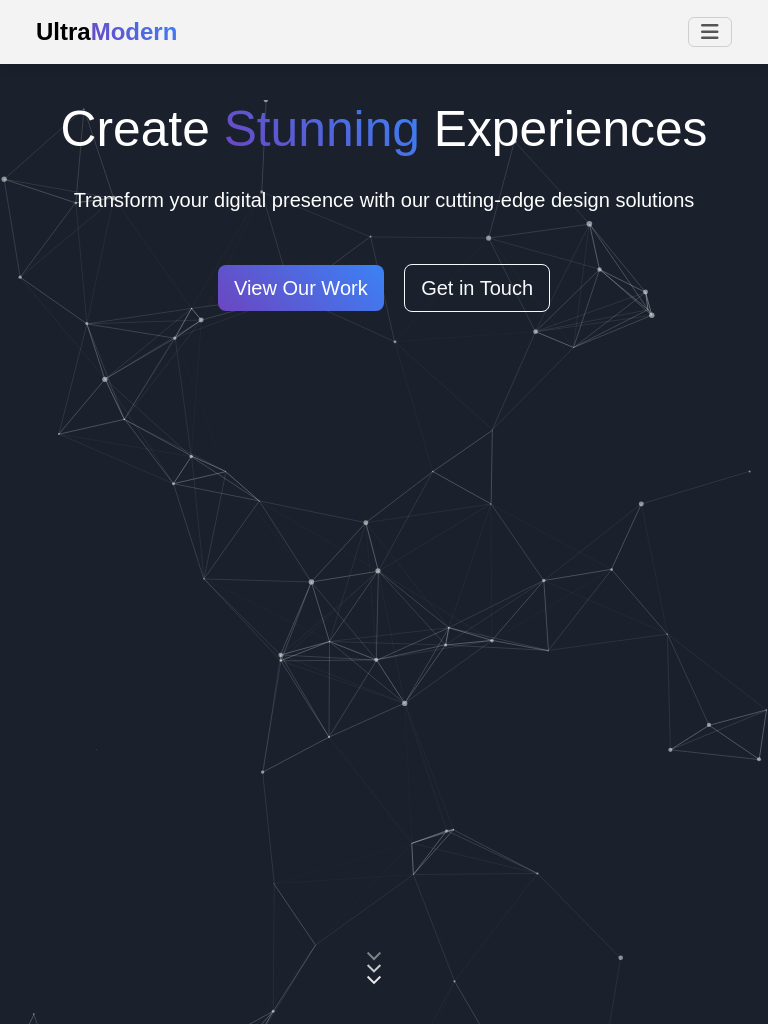 UltraModern
Create Stunning Experiences
Transform your digital presence with our cutting-edge design solutions
View Our Work
Get in Touch